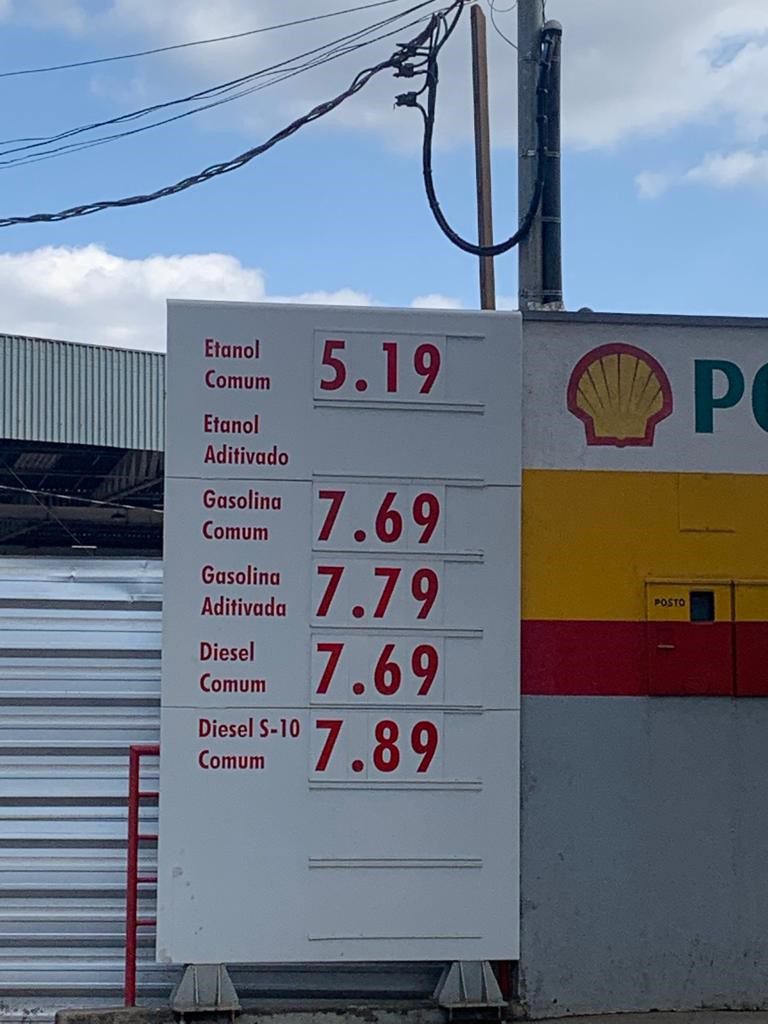 Etanol
Comum
5.19
Etanol
Aditivado
Gasolina
Comum
7.69
Gasolina
Aditivada
7.79
Diesel
Comum
7.69
Diesel S-10
Comum
7.89
POSTO